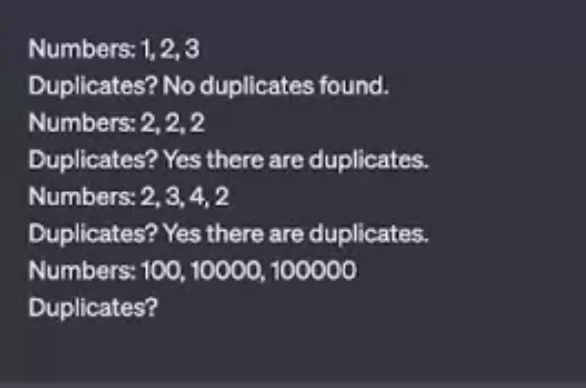 Numbers: 1, 2, 3
Duplicates? No duplicates found.
Numbers: 2, 2, 2
Duplicates? Yes there are duplicates.
Numbers: 2, 3, 4, 2
Duplicates? Yes there are duplicates.
Numbers: 100, 10000, 100000
Duplicates?